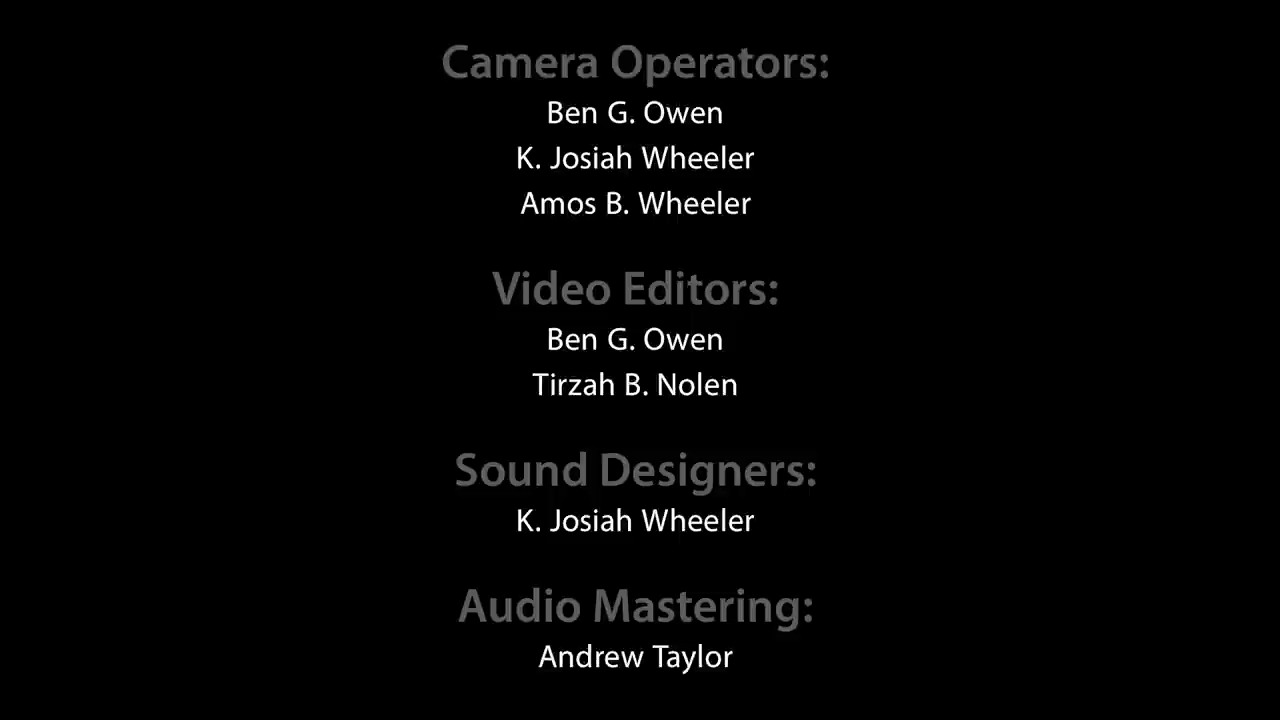 Camera Operators:
Ben G. Owen
K. Josiah Wheeler
Amos B. Wheeler
Video Editors:
Ben G. Owen
Tirzah B. Nolen
Sound Designers:
K. Josiah Wheeler
Audio Mastering:
Andrew Taylor